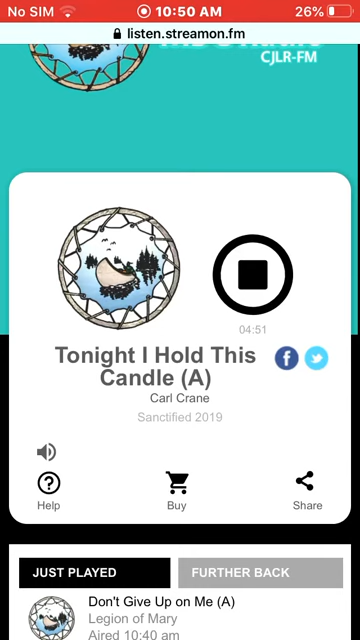 No SIM 10:50 AM 26%
listen.streamon.fm
CJLR-FM
04:51
Tonight I Hold This
Candle (A)
Carl Crane
Sanctified 2019
Help Buy Share
JUST PLAYED FURTHER BACK
Don't Give Up on Me (A)
Legion of Mary
Aired 10:40 am